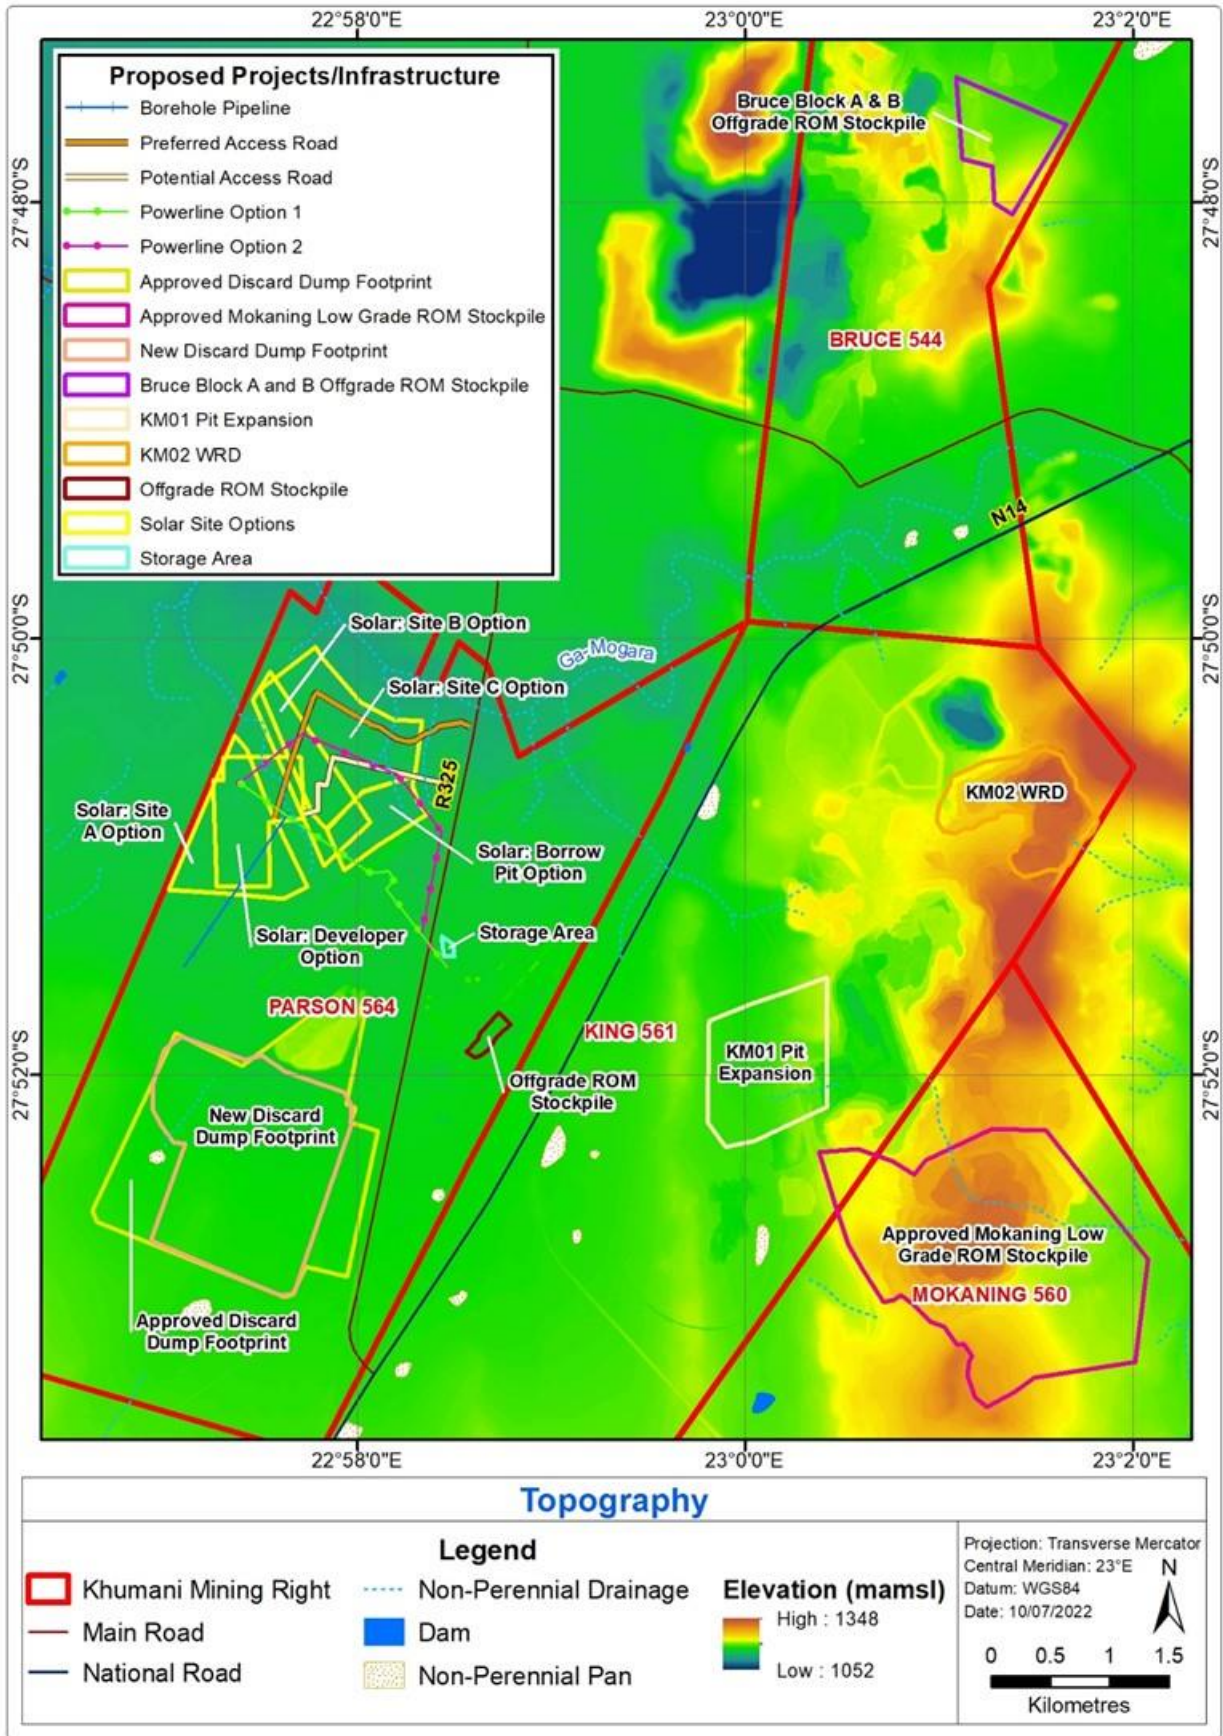 22°58'0"E
23°0'0"E
23°2'0"E
Proposed Projects/Infrastructure
Borehole Pipeline
Preferred Access Road
Potential Access Road
Powerline Option 1
Powerline Option 2
Approved Discard Dump Footprint
Approved Mokaning Low Grade ROM Stockpile
New Discard Dump Footprint
Bruce Block A and B Offgrade ROM Stockpile
KM01 Pit Expansion
KM02 WRD
Offgrade ROM Stockpile
Solar Site Options
Storage Area
Bruce Block A & B
Offgrade ROM Stockpile
27°48'0"S
27°48'0"S
BRUCE 544
N14
27°50'0"S
27°50'0"S
Solar: Site B Option
Ga-Mogara
Solar: Site C Option
R325
KM02 WRD
Solar: Site
A Option
Solar: Borrow
Pit Option
Solar: Developer
Option
Storage Area
PARSON 564
KING 561
KM01 Pit
Expansion
27°52'0"S
27°52'0"S
Offgrade ROM
Stockpile
New Discard
Dump Footprint
Approved Mokaning Low
Grade ROM Stockpile
MOKANING 560
Approved Discard
Dump Footprint
22°58'0"E
23°0'0"E
23°2'0"E
Topography
Legend
Khumani Mining Right
Main Road
National Road
Non-Perennial Drainage
Dam
Non-Perennial Pan
Elevation (mamsl)
High : 1348
Low : 1052
Projection: Transverse Mercator
Central Meridian: 23°E
Datum: WGS84
Date: 10/07/2022
N
0 0.5 1 1.5
Kilometres